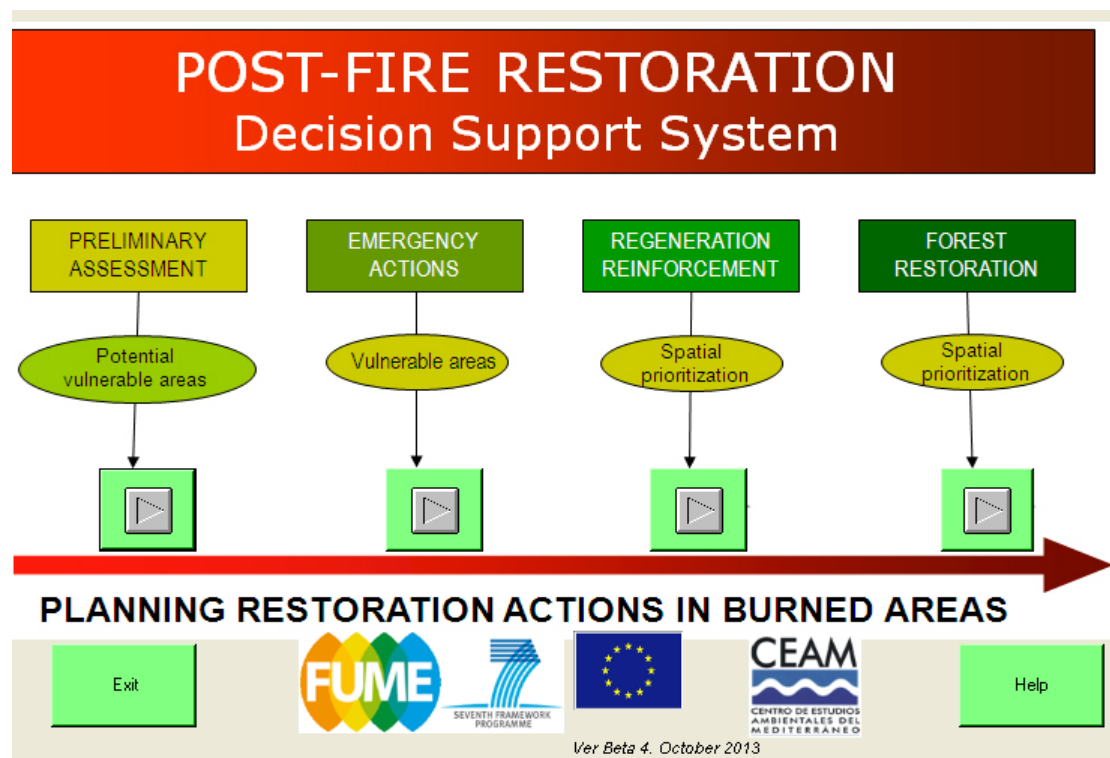 POST-FIRE RESTORATION
Decision Support System
PRELIMINARY
ASSESSMENT
EMERGENCY
ACTIONS
REGENERATION
REINFORCEMENT
FOREST
RESTORATION
Potential
vulnerable areas
Vulnerable areas
Spatial
prioritization
Spatial
prioritization
PLANNING RESTORATION ACTIONS IN BURNED AREAS
Exit
FUME
7
SEVENTH FRAMEWORK
PROGRAMME
CEAM
CENTRO DE ESTUDIOS
AMBIENTALES DEL
MEDITERRÁNEO
Help
Ver Beta 4. October 2013